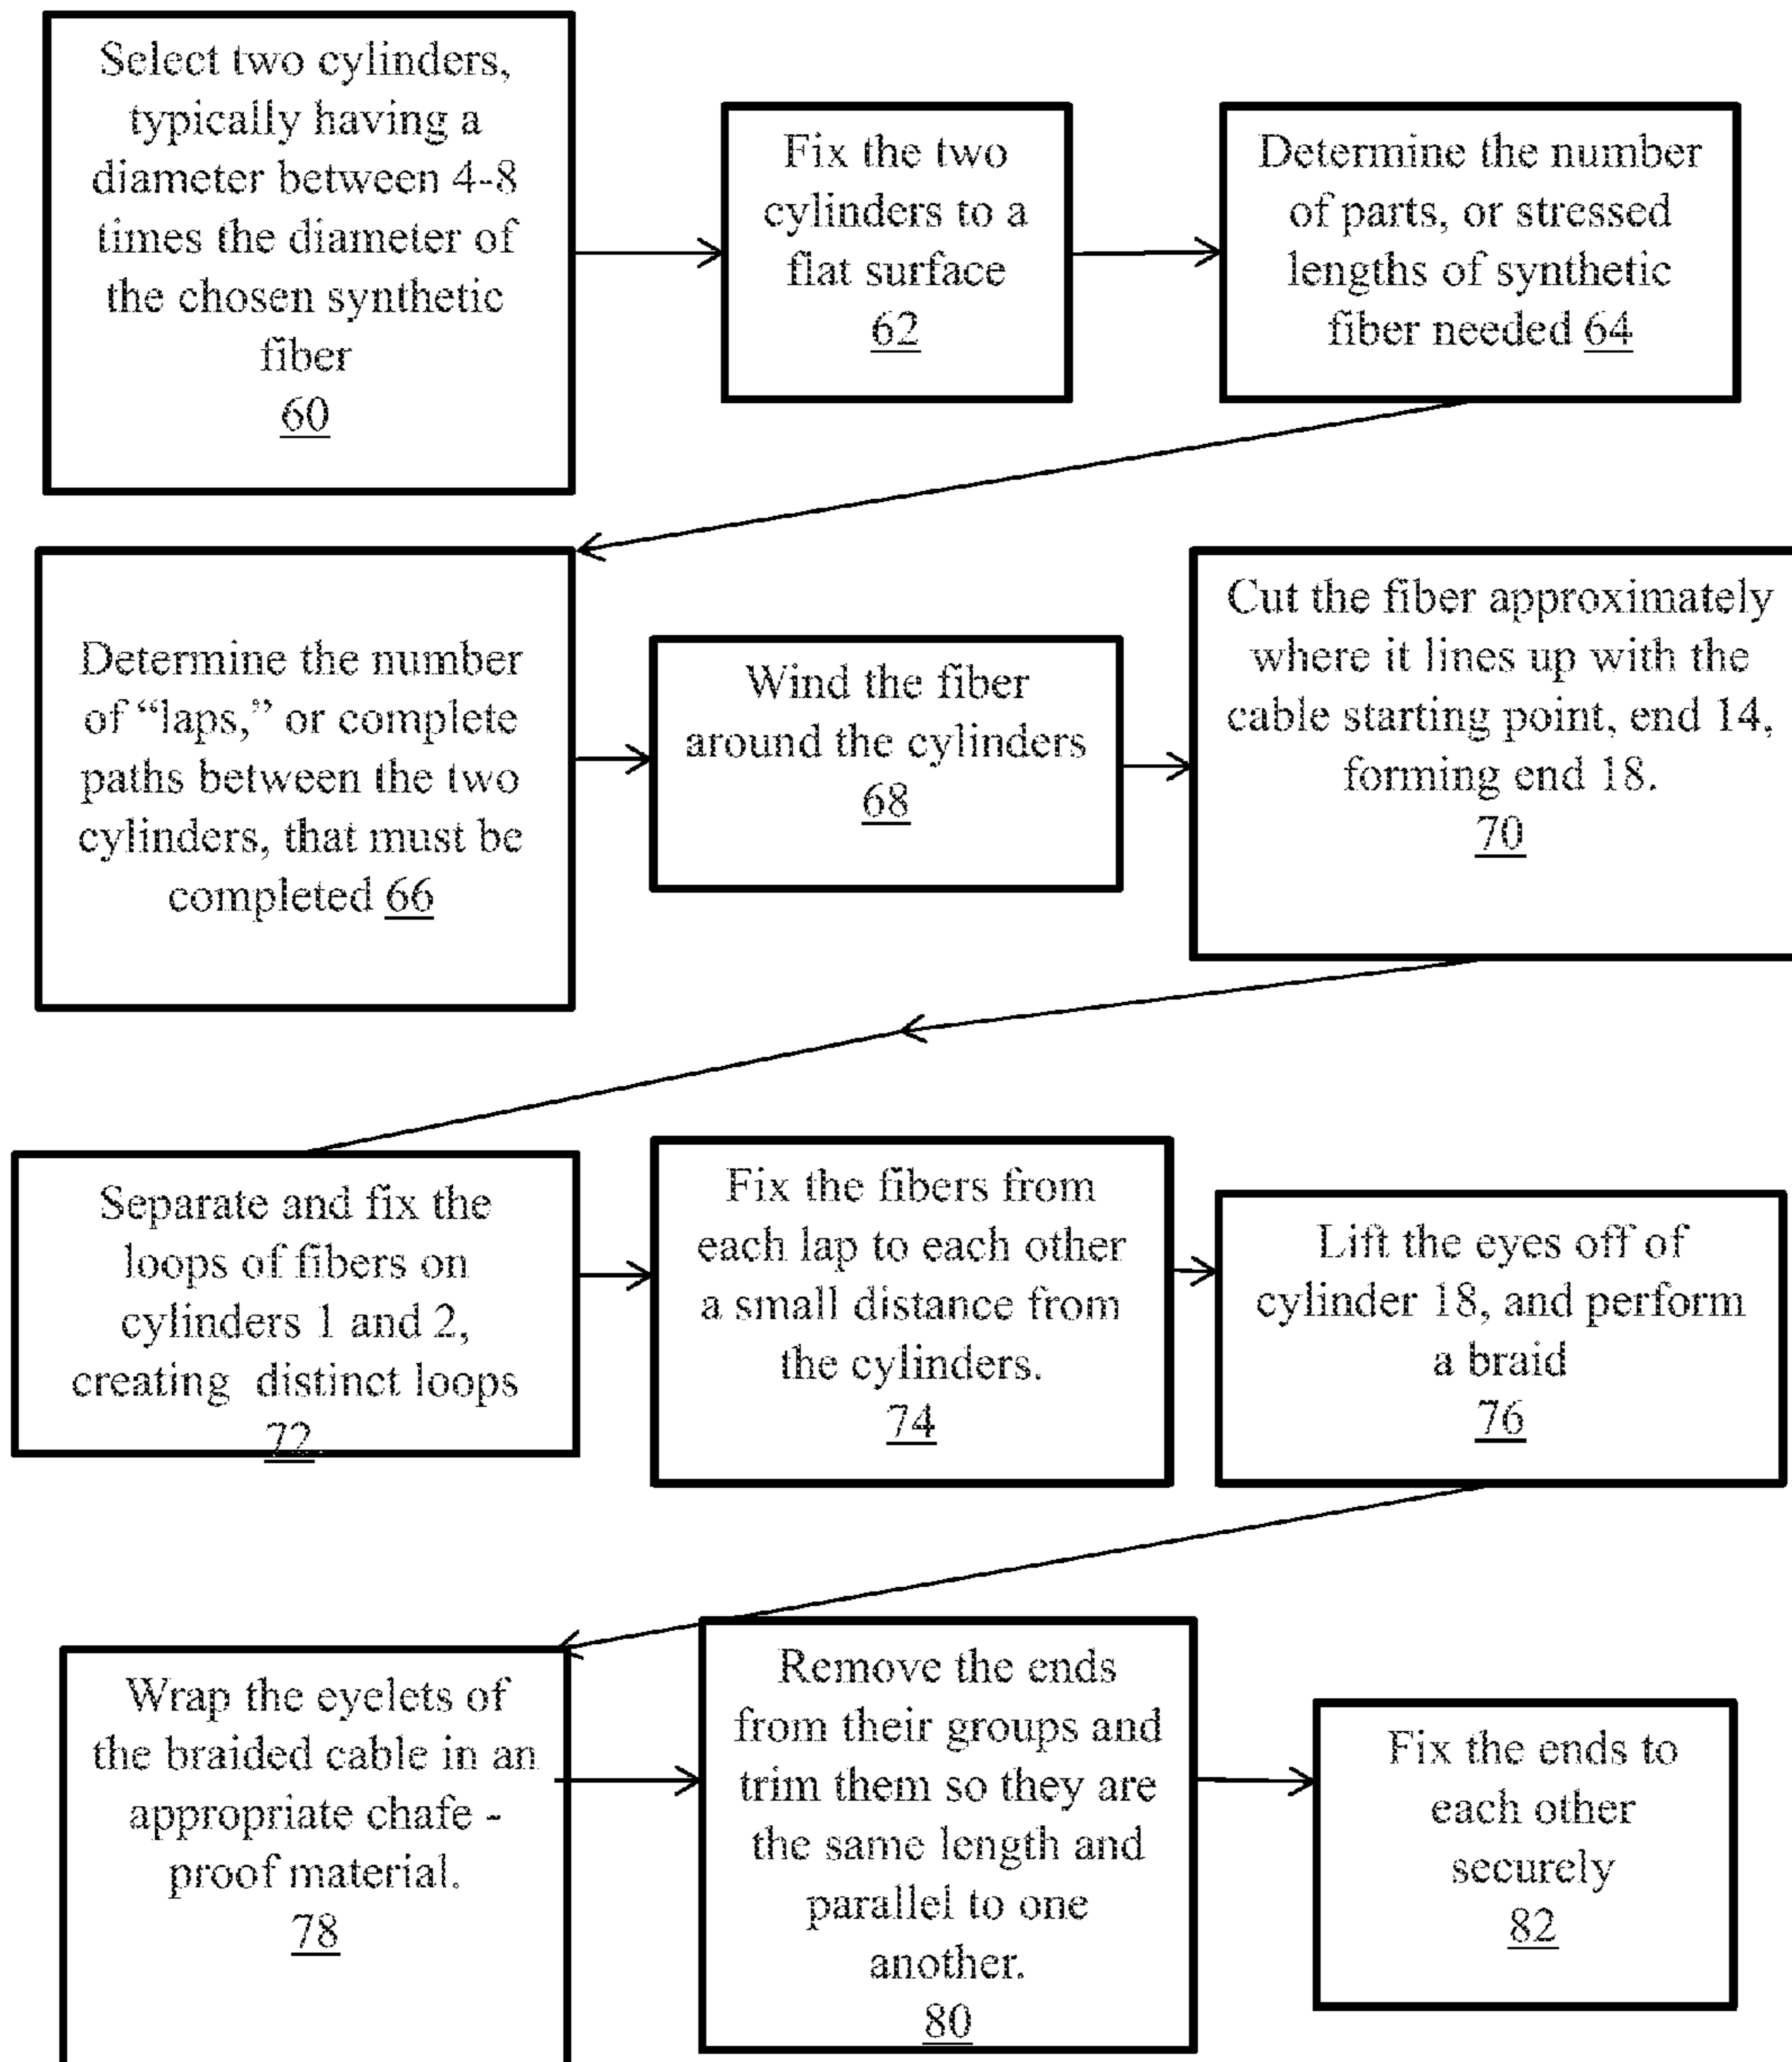 Select two cylinders,
typically having a
diameter between 4-8
times the diameter of
the chosen synthetic
fiber
60
Fix the two
cylinders to a
flat surface
62
Determine the number
of parts, or stressed
lengths of synthetic
fiber needed 64
Determine the number
of “laps,” or complete
paths between the two
cylinders, that must be
completed 66
Wind the fiber
around the cylinders
68
Cut the fiber approximately
where it lines up with the
cable starting point, end 14,
forming end 18.
70
Separate and fix the
loops of fibers on
cylinders 1 and 2,
creating distinct loops
72
Fix the fibers from
each lap to each other
a small distance from
the cylinders.
74
Lift the eyes off of
cylinder 18, and perform
a braid
76
Wrap the eyelets of
the braided cable in an
appropriate chafe -
proof material.
78
Remove the ends
from their groups and
trim them so they are
the same length and
parallel to one
another.
80
Fix the ends to
each other
securely
82